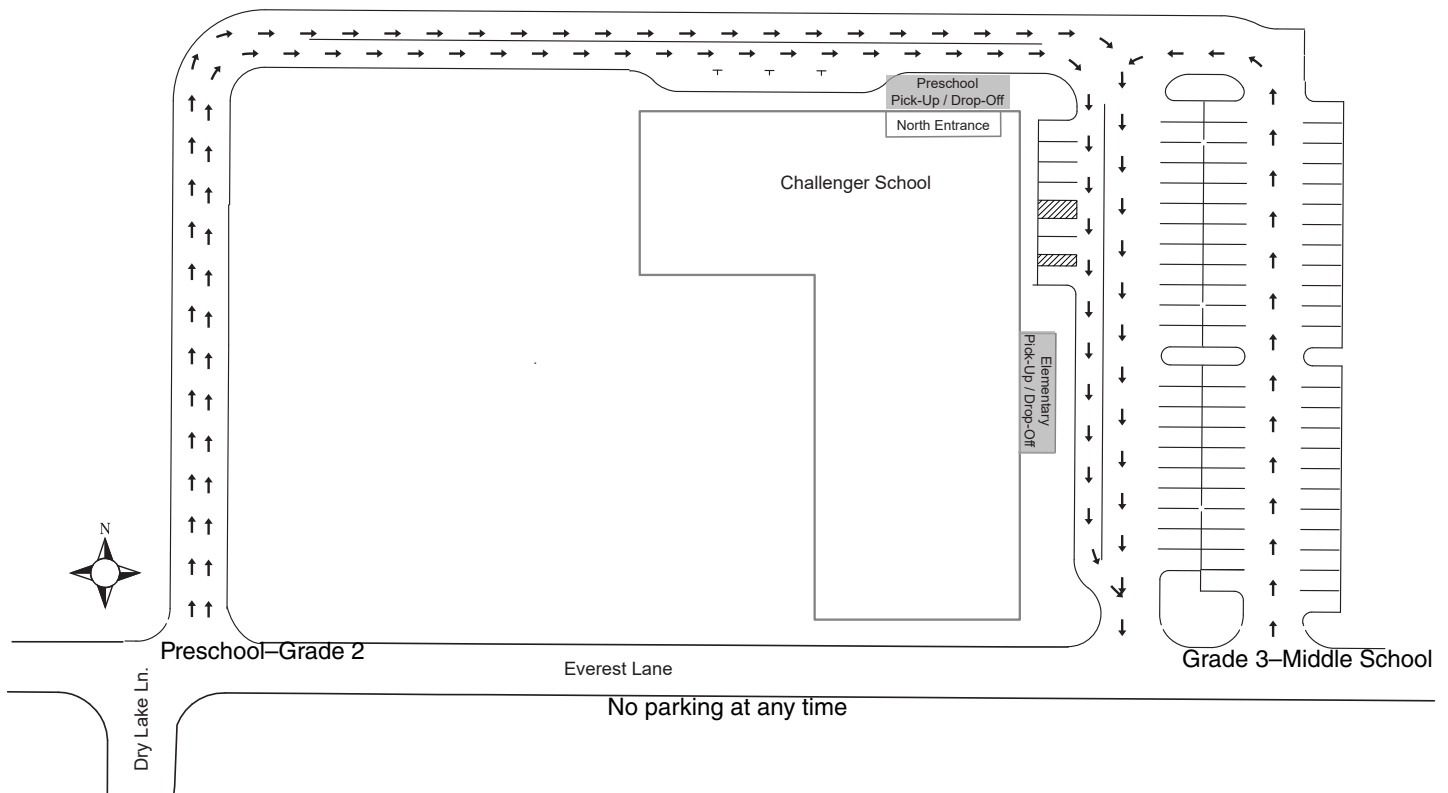 Preschool
Pick-Up / Drop-Off
North Entrance
Challenger School
Elementary
Pick-Up / Drop-Off
N
Preschool–Grade 2
Everest Lane
Grade 3–Middle School
No parking at any time
Dry Lake Ln.